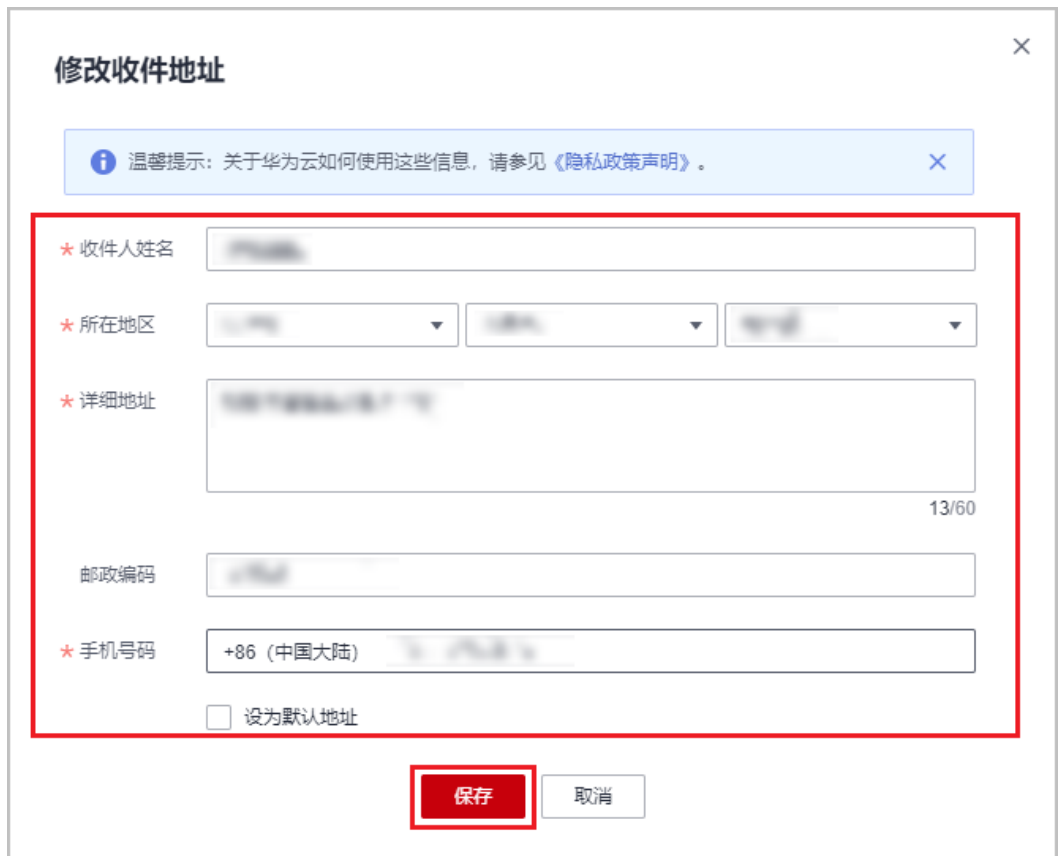 修改收件地址
温馨提示：关于华为云如何使用这些信息，请参见《隐私政策声明》。
* 收件人姓名
* 所在地区
* 详细地址
13/60
邮政编码
* 手机号码 +86（中国大陆）
设为默认地址
保存 取消